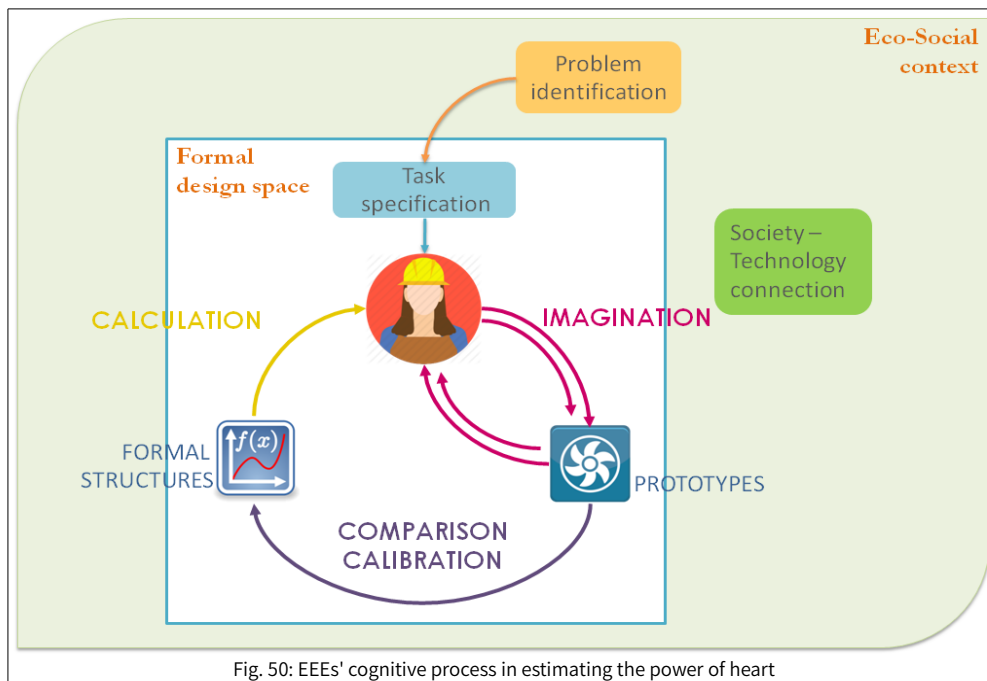 Eco-Social
context
Problem
identification
Formal
design space
Task
specification
Society –
Technology
connection
CALCULATION
IMAGINATION
f(x)
FORMAL
STRUCTURES
PROTOTYPES
COMPARISON
CALIBRATION
Fig. 50: EEEs' cognitive process in estimating the power of heart